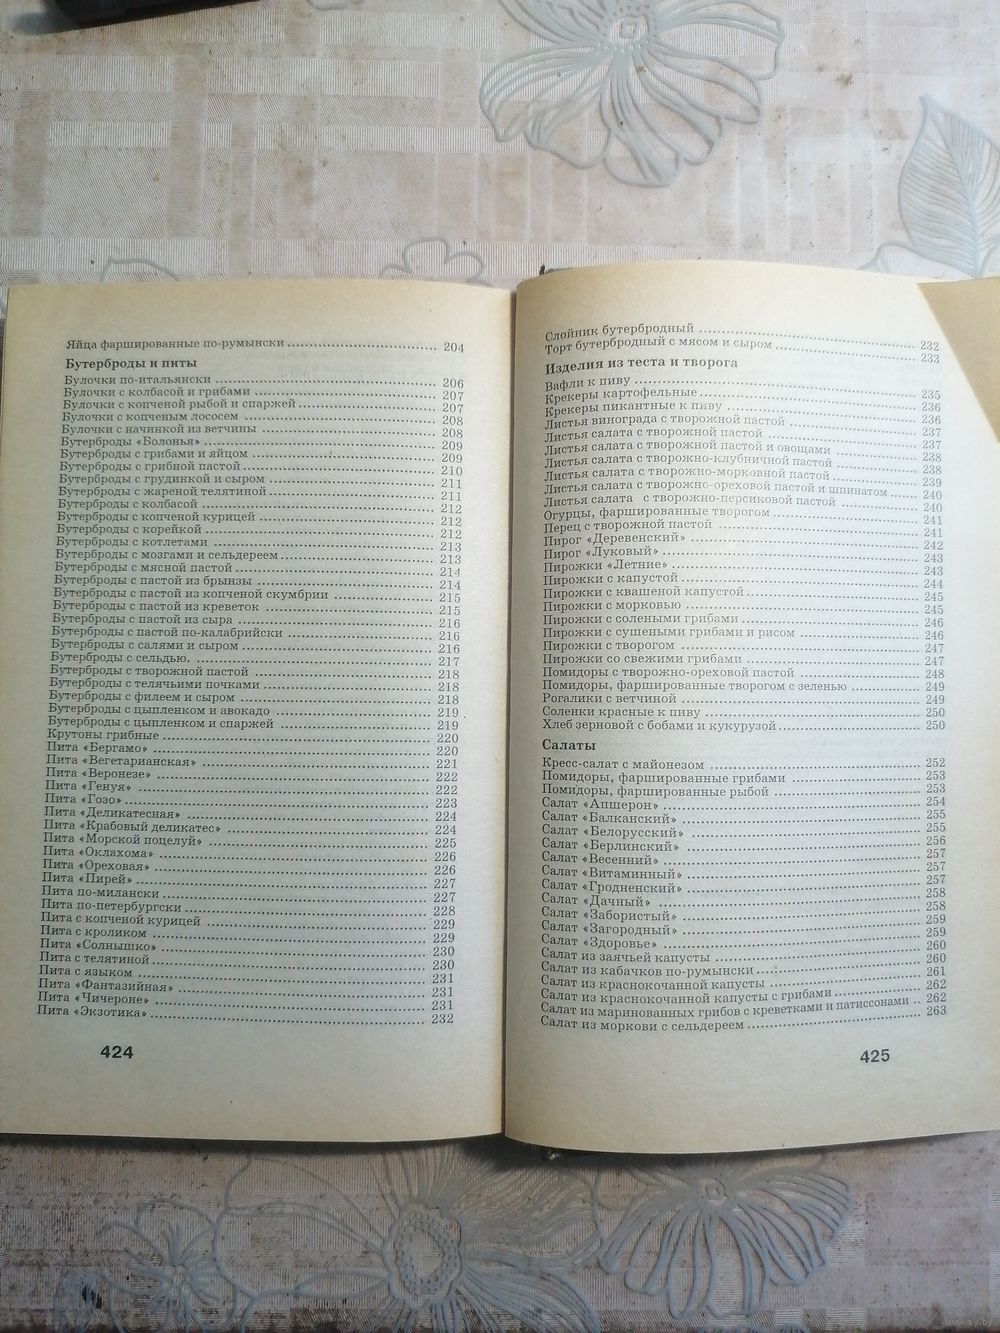 Яйца фаршированные по-румынски ... 204
Бутерброды и питы
Булочки по-итальянски ... 206
Булочки с колбасой и грибами ... 207
Булочки с копченой рыбой и спаржей ... 207
Булочки с копченым лососем ... 208
Булочки с начинкой из ветчины ... 208
Бутерброды «Болонья» ... 209
Бутерброды с грибами и яйцом ... 209
Бутерброды с грибной пастой ... 210
Бутерброды с грудинкой и сыром ... 211
Бутерброды с жареной телятиной ... 211
Бутерброды с колбасой ... 212
Бутерброды с копченой курицей ... 212
Бутерброды с корейкой ... 212
Бутерброды с котлетами ... 213
Бутерброды с мозгами и сельдереем ... 213
Бутерброды с мясной пастой ... 214
Бутерброды с пастой из брынзы ... 214
Бутерброды с пастой из копченой скумбрии ... 215
Бутерброды с пастой из креветок ... 215
Бутерброды с пастой из сыра ... 216
Бутерброды с пастой по-калабрийски ... 216
Бутерброды с салями и сыром ... 216
Бутерброды с сельдью. ... 217
Бутерброды с творожной пастой ... 218
Бутерброды с телячьими почками ... 218
Бутерброды с филеем и сыром ... 218
Бутерброды с цыпленком и авокадо ... 219
Бутерброды с цыпленком и спаржей ... 219
Крутоны грибные ... 220
Пита «Бергамо» ... 220
Пита «Вегетарианская» ... 221
Пита «Веронезе» ... 222
Пита «Генуя» ... 222
Пита «Гозо» ... 223
Пита «Деликатесная» ... 224
Пита «Крабовый деликатес» ... 224
Пита «Морской поцелуй» ... 225
Пита «Оклахома» ... 226
Пита «Ореховая» ... 226
Пита «Пирей» ... 227
Пита по-милански ... 227
Пита по-петербургски ... 228
Пита с копченой курицей ... 229
Пита с кроликом ... 229
Пита «Солнышко» ... 230
Пита с телятиной ... 230
Пита с языком ... 231
Пита «Фантазийная» ... 231
Пита «Чичероне» ... 231
Пита «Экзотика» ... 232
424
Слойник бутербродный ... 232
Торт бутербродный с мясом и сыром ... 233
Изделия из теста и творога
Вафли к пиву ... 235
Крекеры картофельные ... 236
Крекеры пикантные к пиву ... 236
Листья винограда с творожной пастой ... 237
Листья салата с творожной пастой ... 237
Листья салата с творожной пастой и овощами ... 238
Листья салата с творожно-клубничной пастой ... 238
Листья салата с творожно-морковной пастой ... 239
Листья салата с творожно-ореховой пастой и шпинатом ... 240
Листья салата с творожно-персиковой пастой ... 240
Огурцы, фаршированные творогом ... 241
Перец с творожной пастой ... 241
Пирог «Деревенский» ... 242
Пирог «Луковый» ... 243
Пирожки «Летние» ... 243
Пирожки с капустой ... 244
Пирожки с квашеной капустой ... 245
Пирожки с морковью ... 245
Пирожки с солеными грибами ... 246
Пирожки с сушеными грибами и рисом ... 246
Пирожки с творогом ... 247
Пирожки со свежими грибами ... 247
Помидоры с творожно-ореховой пастой ... 248
Помидоры, фаршированные творогом с зеленью ... 249
Рогалики с ветчиной ... 249
Соленки красные к пиву ... 250
Хлеб зерновой с бобами и кукурузой ... 250
Салаты
Кресс-салат с майонезом ... 252
Помидоры, фаршированные грибами ... 253
Помидоры, фаршированные рыбой ... 253
Салат «Апшерон» ... 254
Салат «Балканский» ... 255
Салат «Белорусский» ... 255
Салат «Берлинский» ... 256
Салат «Весенний» ... 257
Салат «Витаминный» ... 257
Салат «Гродненский» ... 257
Салат «Дачный» ... 258
Салат «Забористый» ... 258
Салат «Загородный» ... 259
Салат «Здоровье» ... 259
Салат из заячьей капусты ... 260
Салат из кабачков по-румынски ... 260
Салат из краснокочанной капусты ... 261
Салат из краснокочанной капусты с грибами ... 262
Салат из маринованных грибов с креветками и патиссонами ... 262
Салат из моркови с сельдереем ... 263
425
www.ay.by